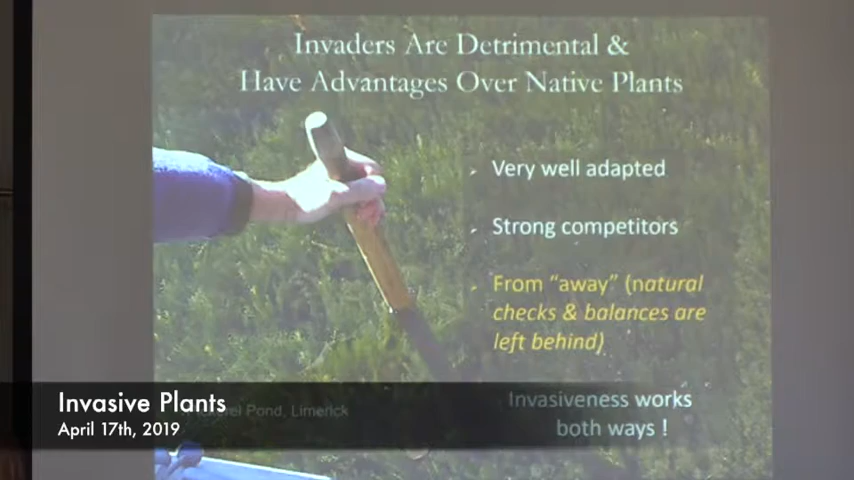 Invaders Are Detrimental &
Have Advantages Over Native Plants
Very well adapted
Strong competitors
From “away” (natural
checks & balances are
left behind)
Invasiveness works
both ways !
Pond, Limerick
Invasive Plants
April 17th, 2019